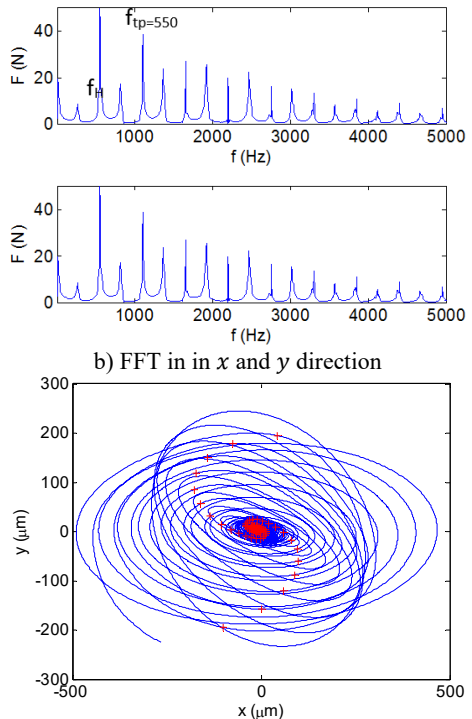 f_tp=550
f_H
F (N)
40
20
0
1000 2000 3000 4000 5000
f (Hz)
F (N)
40
20
0
1000 2000 3000 4000 5000
f (Hz)
b) FFT in in x and y direction
300
200
100
0
-100
-200
-300
y (μm)
-500 0 500
x (μm)